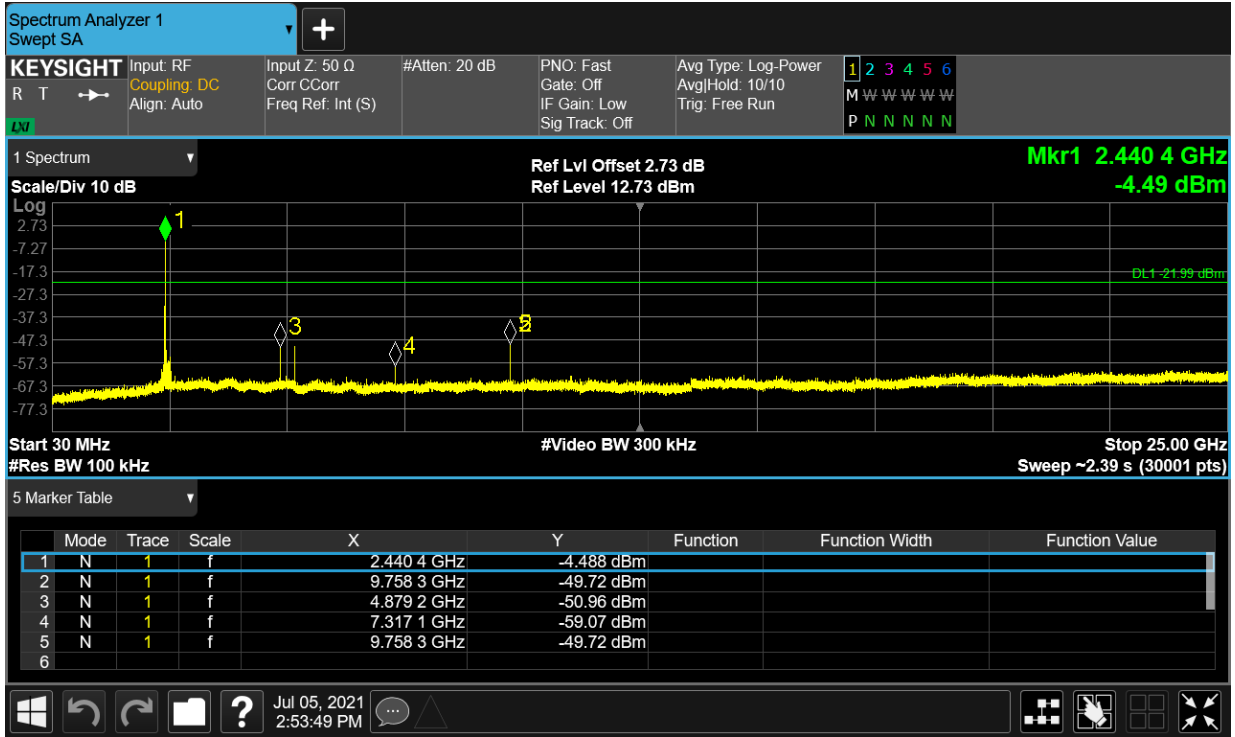 Spectrum Analyzer 1
Swept SA
KEYSIGHT
R T
LXI
Input: RF
Coupling: DC
Align: Auto
Input Z: 50 Ω
Corr CCorr
Freq Ref: Int (S)
#Atten: 20 dB
PNO: Fast
Gate: Off
IF Gain: Low
Sig Track: Off
Avg Type: Log-Power
Avg|Hold: 10/10
Trig: Free Run
1 2 3 4 5 6
M W W W W W
P N N N N N
1 Spectrum
Scale/Div 10 dB
Ref Lvl Offset 2.73 dB
Ref Level 12.73 dBm
Mkr1 2.440 4 GHz
-4.49 dBm
Log
2.73
-7.27
-17.3
-27.3
-37.3
-47.3
-57.3
-67.3
-77.3
1
3
4
DL1 -21.99 dBm
Start 30 MHz
#Video BW 300 kHz
Stop 25.00 GHz
#Res BW 100 kHz
Sweep ~2.39 s (30001 pts)
5 Marker Table
Mode Trace Scale X Y Function Function Width Function Value
1 N 1 f 2.440 4 GHz -4.488 dBm
2 N 1 f 9.758 3 GHz -49.72 dBm
3 N 1 f 4.879 2 GHz -50.96 dBm
4 N 1 f 7.317 1 GHz -59.07 dBm
5 N 1 f 9.758 3 GHz -49.72 dBm
6
?
Jul 05, 2021
2:53:49 PM